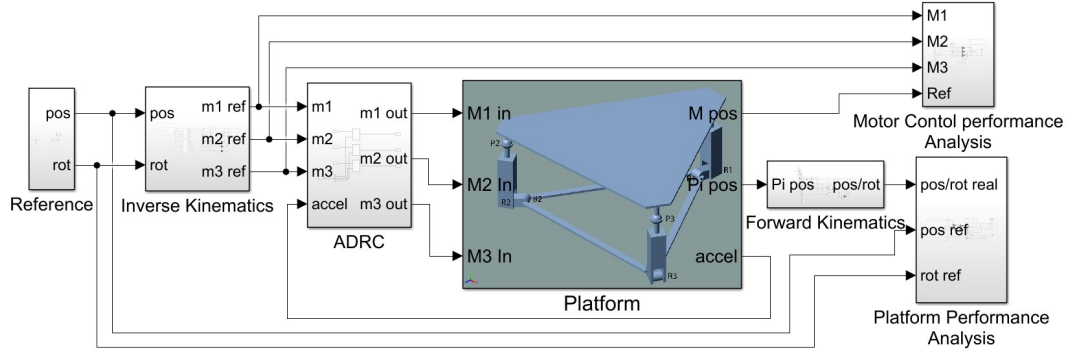 pos
rot
Reference
pos
rot
m1 ref
m2 ref
m3 ref
Inverse Kinematics
m1
m2
m3
accel
m1 out
m2 out
m3 out
ADRC
M1 in
M2 In
M3 In
P2
R2
P3
R3
R1
M pos
Pi pos
accel
Platform
Pi pos
pos/rot
Forward Kinematics
M1
M2
M3
Ref
Motor Contol performance
Analysis
pos/rot real
pos ref
rot ref
Platform Performance
Analysis